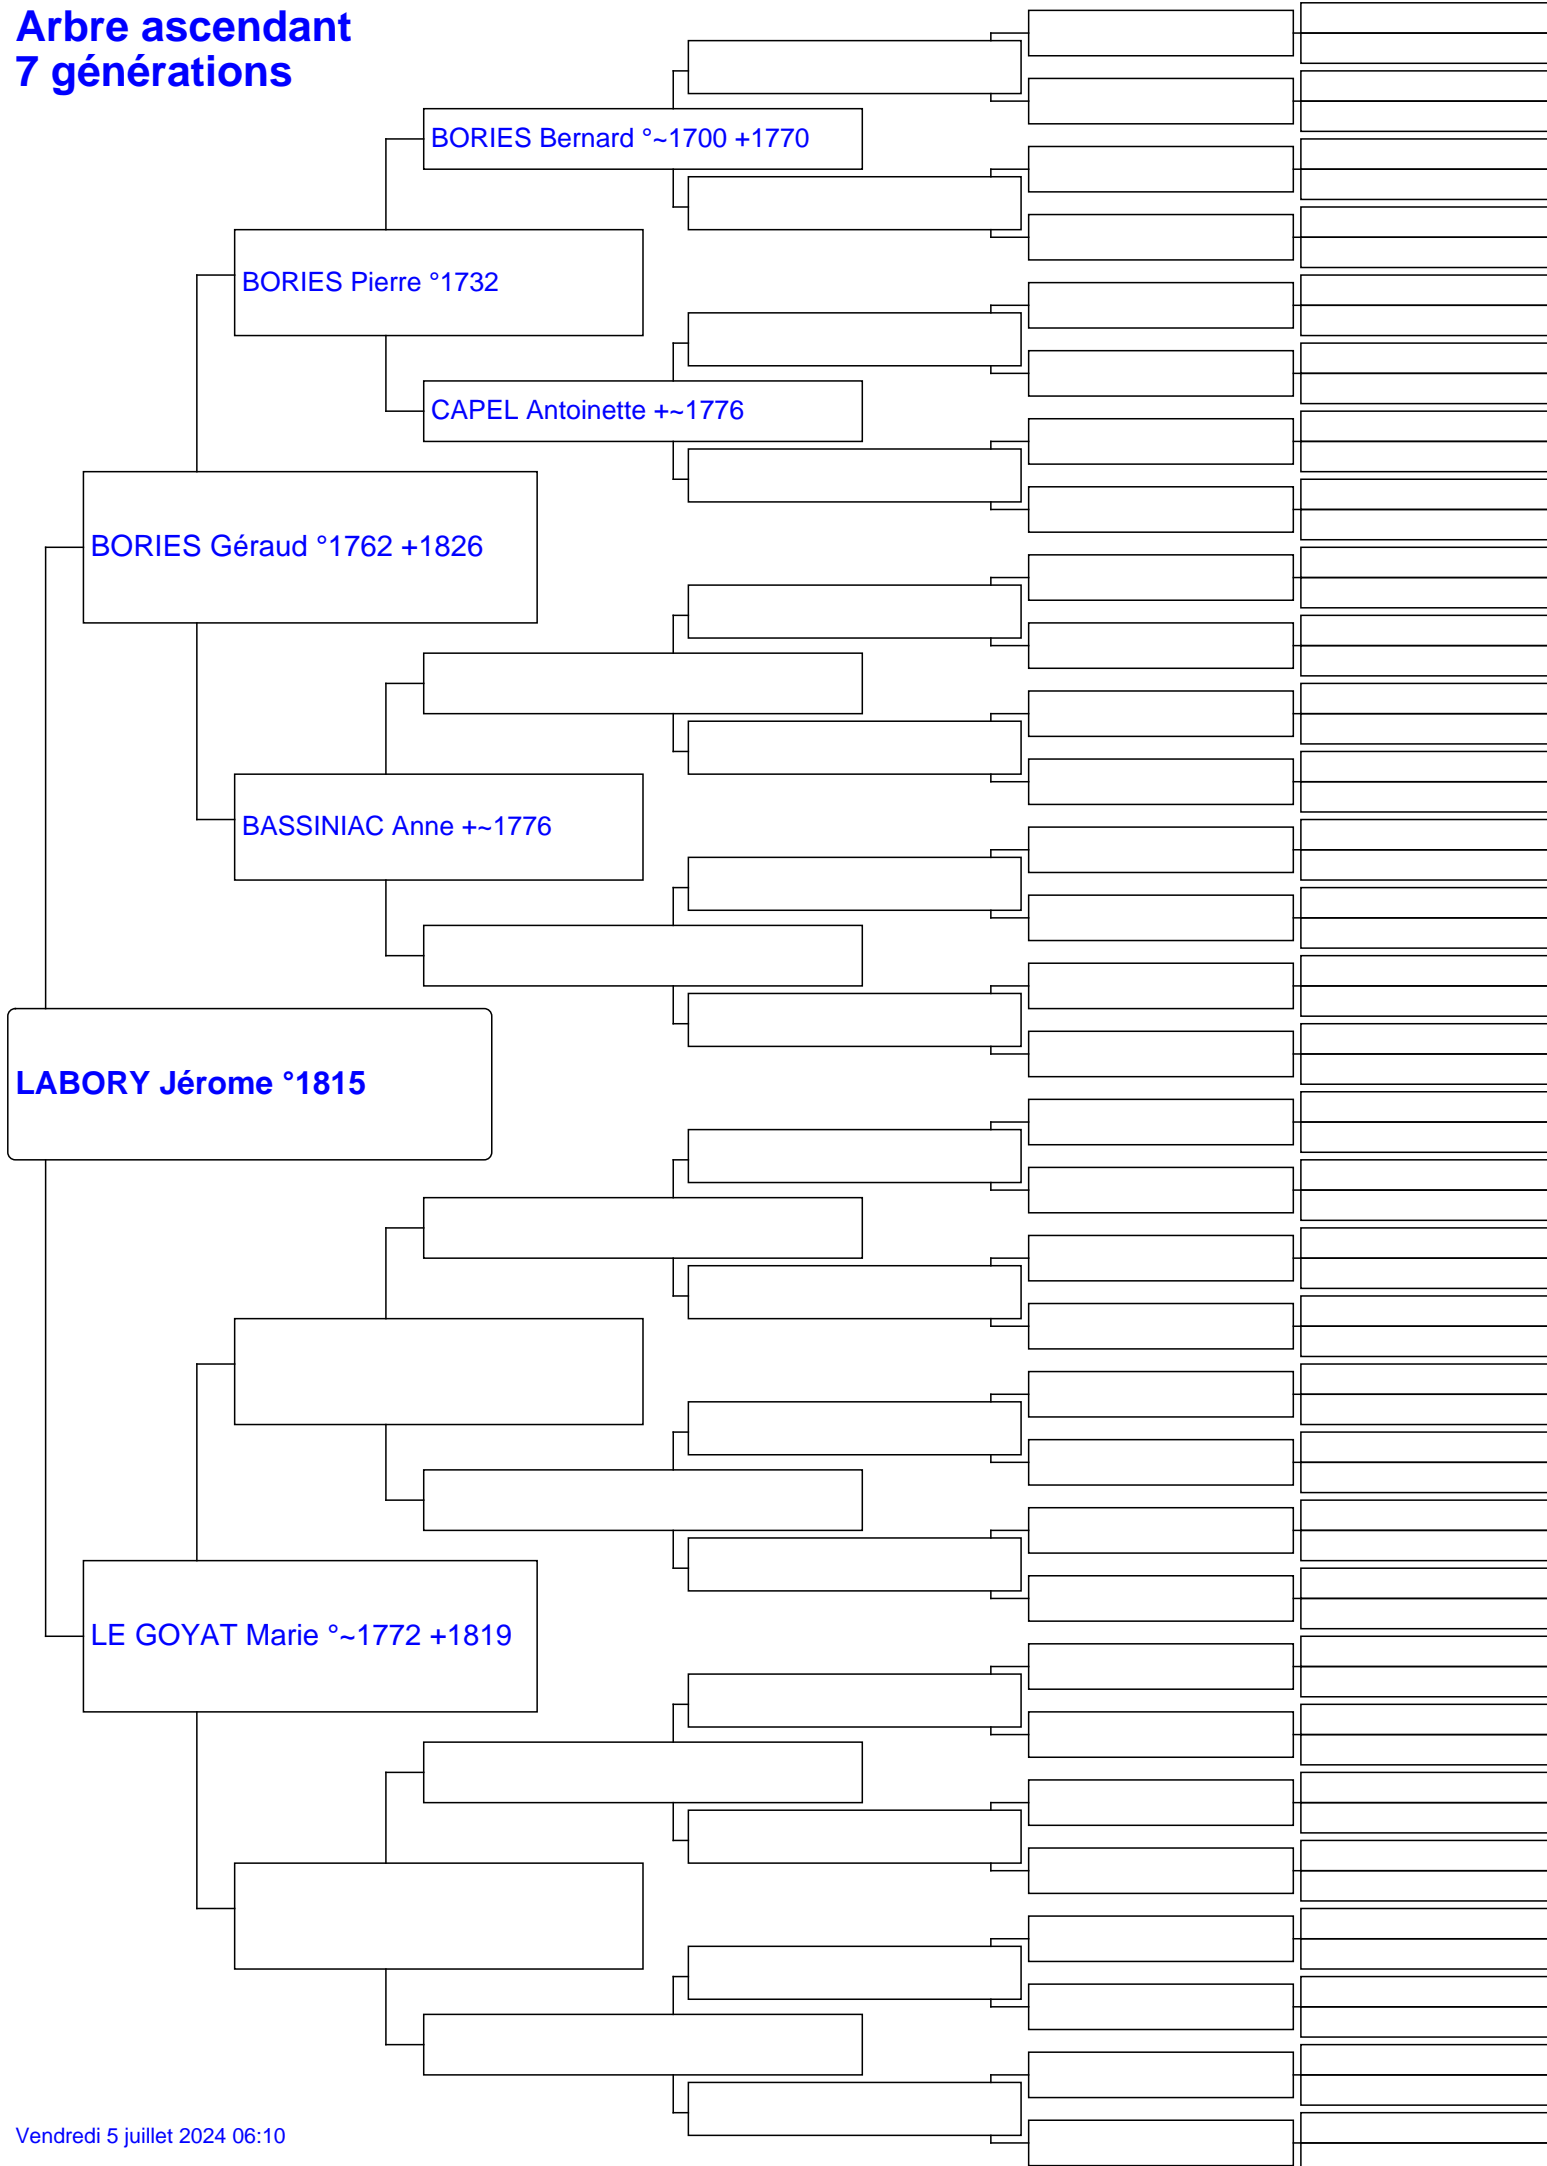 Arbre ascendant
7 générations
BORIES Bernard °~1700 +1770
BORIES Pierre °1732
CAPEL Antoinette +~1776
BORIES Géraud °1762 +1826
BASSINIAC Anne +~1776
LABORY Jérome °1815
LE GOYAT Marie °~1772 +1819
Vendredi 5 juillet 2024 06:10